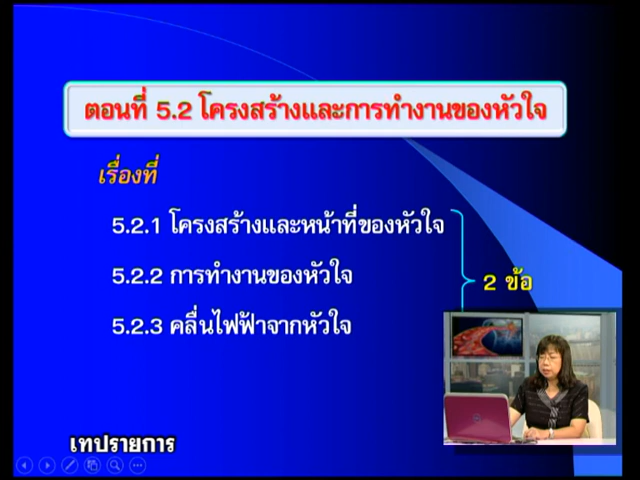 ตอนที่ 5.2 โครงสร้างและการทำงานของหัวใจ
เรื่องที่
5.2.1 โครงสร้างและหน้าที่ของหัวใจ
5.2.2 การทำงานของหัวใจ
2 ข้อ
5.2.3 คลื่นไฟฟ้าจากหัวใจ
เทปรายการ